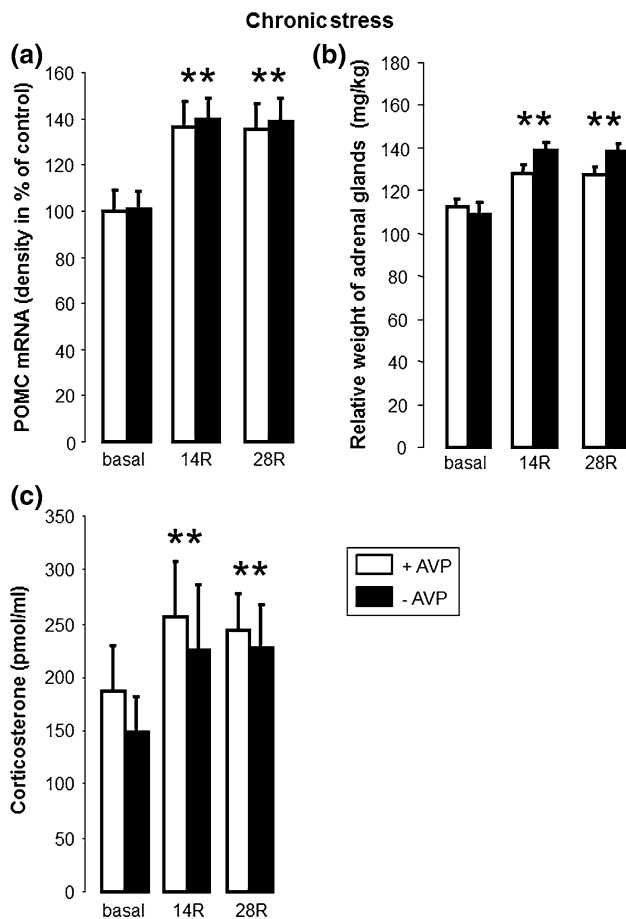 Chronic stress
(a)
POMC mRNA (density in % of control)
160
140
120
100
80
60
40
20
0
**
**
basal 14R 28R
(b)
Relative weight of adrenal glands (mg/kg)
180
160
140
120
100
80
60
40
20
0
**
**
basal 14R 28R
(c)
Corticosterone (pmol/ml)
350
300
250
200
150
100
50
0
**
**
basal 14R 28R
+ AVP
- AVP